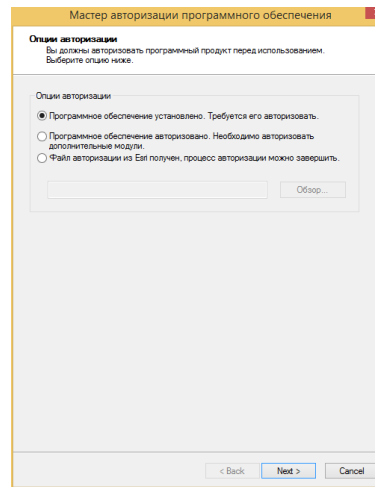 Мастер авторизации программного обеспечения
Опции авторизации
Вы должны авторизовать программный продукт перед использованием.
Выберите опцию ниже.
Опции авторизации
Программное обеспечение установлено. Требуется его авторизовать.
Программное обеспечение авторизовано. Необходимо авторизовать
дополнительные модули.
Файл авторизации из Esri получен, процесс авторизации можно завершить.
Обзор...
< Back Next > Cancel